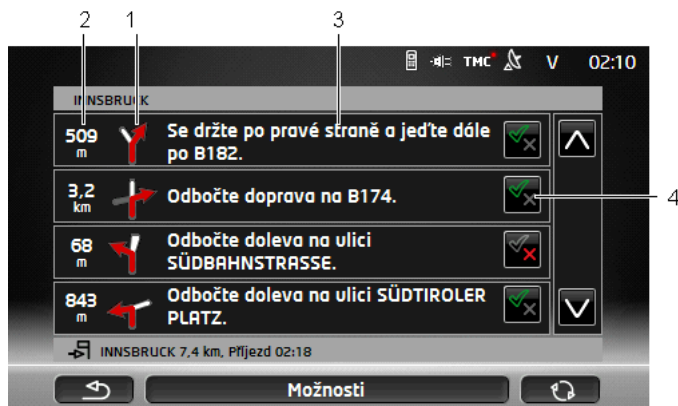 2 1 3
TMC V 02:10
INNSBRUCK
509 m
Se držte po pravé straně a jeďte dále
po B182.
3,2 km
Odbočte doprava na B174.
4
68 m
Odbočte doleva na ulici
SÜDBAHNSTRASSE.
843 m
Odbočte doleva na ulici SÜDTIROLER
PLATZ.
INNSBRUCK 7,4 km, Příjezd 02:18
Možnosti